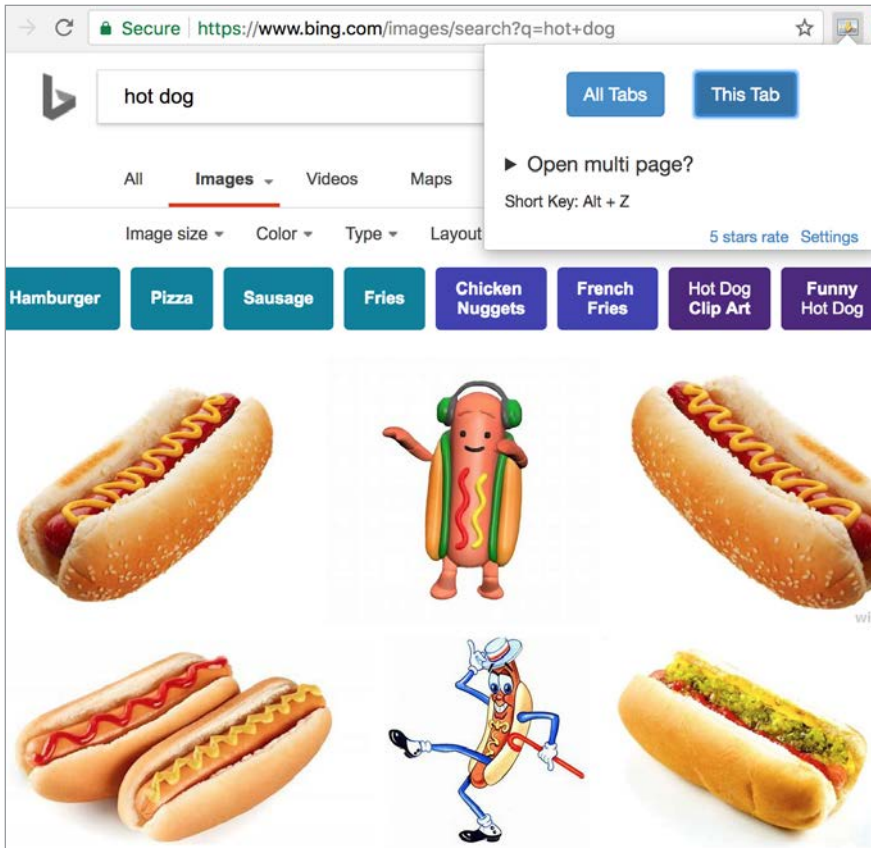 Secure https://www.bing.com/images/search?q=hot+dog
hot dog
All Tabs This Tab
Open multi page?
Short Key: Alt + Z
5 stars rate Settings
All Images Videos Maps
Image size Color Type Layout
Hamburger Pizza Sausage Fries Chicken Nuggets French Fries Hot Dog Clip Art Funny Hot Dog
wi